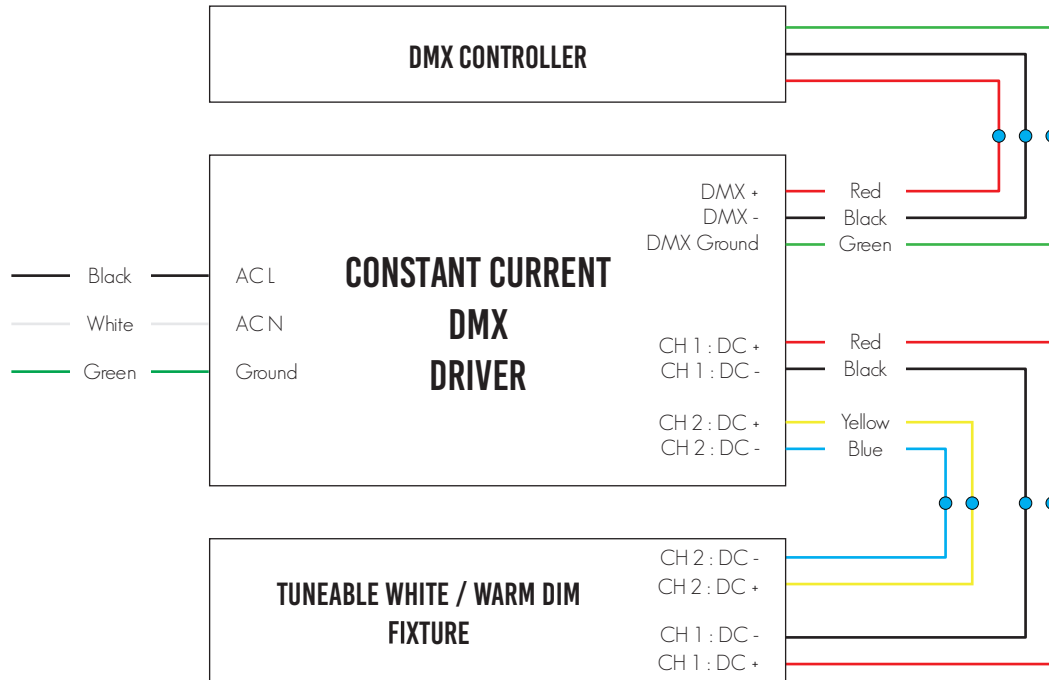 DMX CONTROLLER
DMX +
Red
DMX -
Black
DMX Ground
Green
Black
AC L
CONSTANT CURRENT
DMX
DRIVER
White
AC N
Green
Ground
CH 1 : DC +
Red
CH 1 : DC -
Black
CH 2 : DC +
Yellow
CH 2 : DC -
Blue
TUNEABLE WHITE / WARM DIM
FIXTURE
CH 2 : DC -
CH 2 : DC +
CH 1 : DC -
CH 1 : DC +